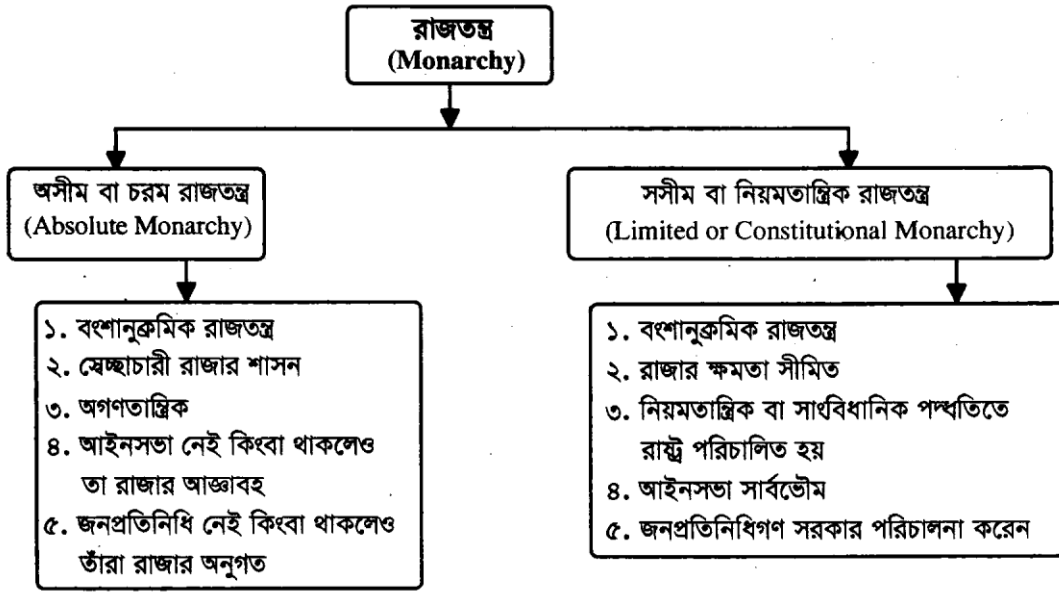 রাজতন্ত্র
(Monarchy)
অসীম বা চরম রাজতন্ত্র
(Absolute Monarchy)
সসীম বা নিয়মতান্ত্রিক রাজতন্ত্র
(Limited or Constitutional Monarchy)
১. বংশানুক্রমিক রাজতন্ত্র
২. স্বেচ্ছাচারী রাজার শাসন
৩. অগণতান্ত্রিক
৪. আইনসভা নেই কিংবা থাকলেও
তা রাজার আজ্ঞাবহ
৫. জনপ্রতিনিধি নেই কিংবা থাকলেও
তাঁরা রাজার অনুগত
১. বংশানুক্রমিক রাজতন্ত্র
২. রাজার ক্ষমতা সীমিত
৩. নিয়মতান্ত্রিক বা সাংবিধানিক পদ্ধতিতে
রাষ্ট্র পরিচালিত হয়
৪. আইনসভা সার্বভৌম
৫. জনপ্রতিনিধিগণ সরকার পরিচালনা করেন